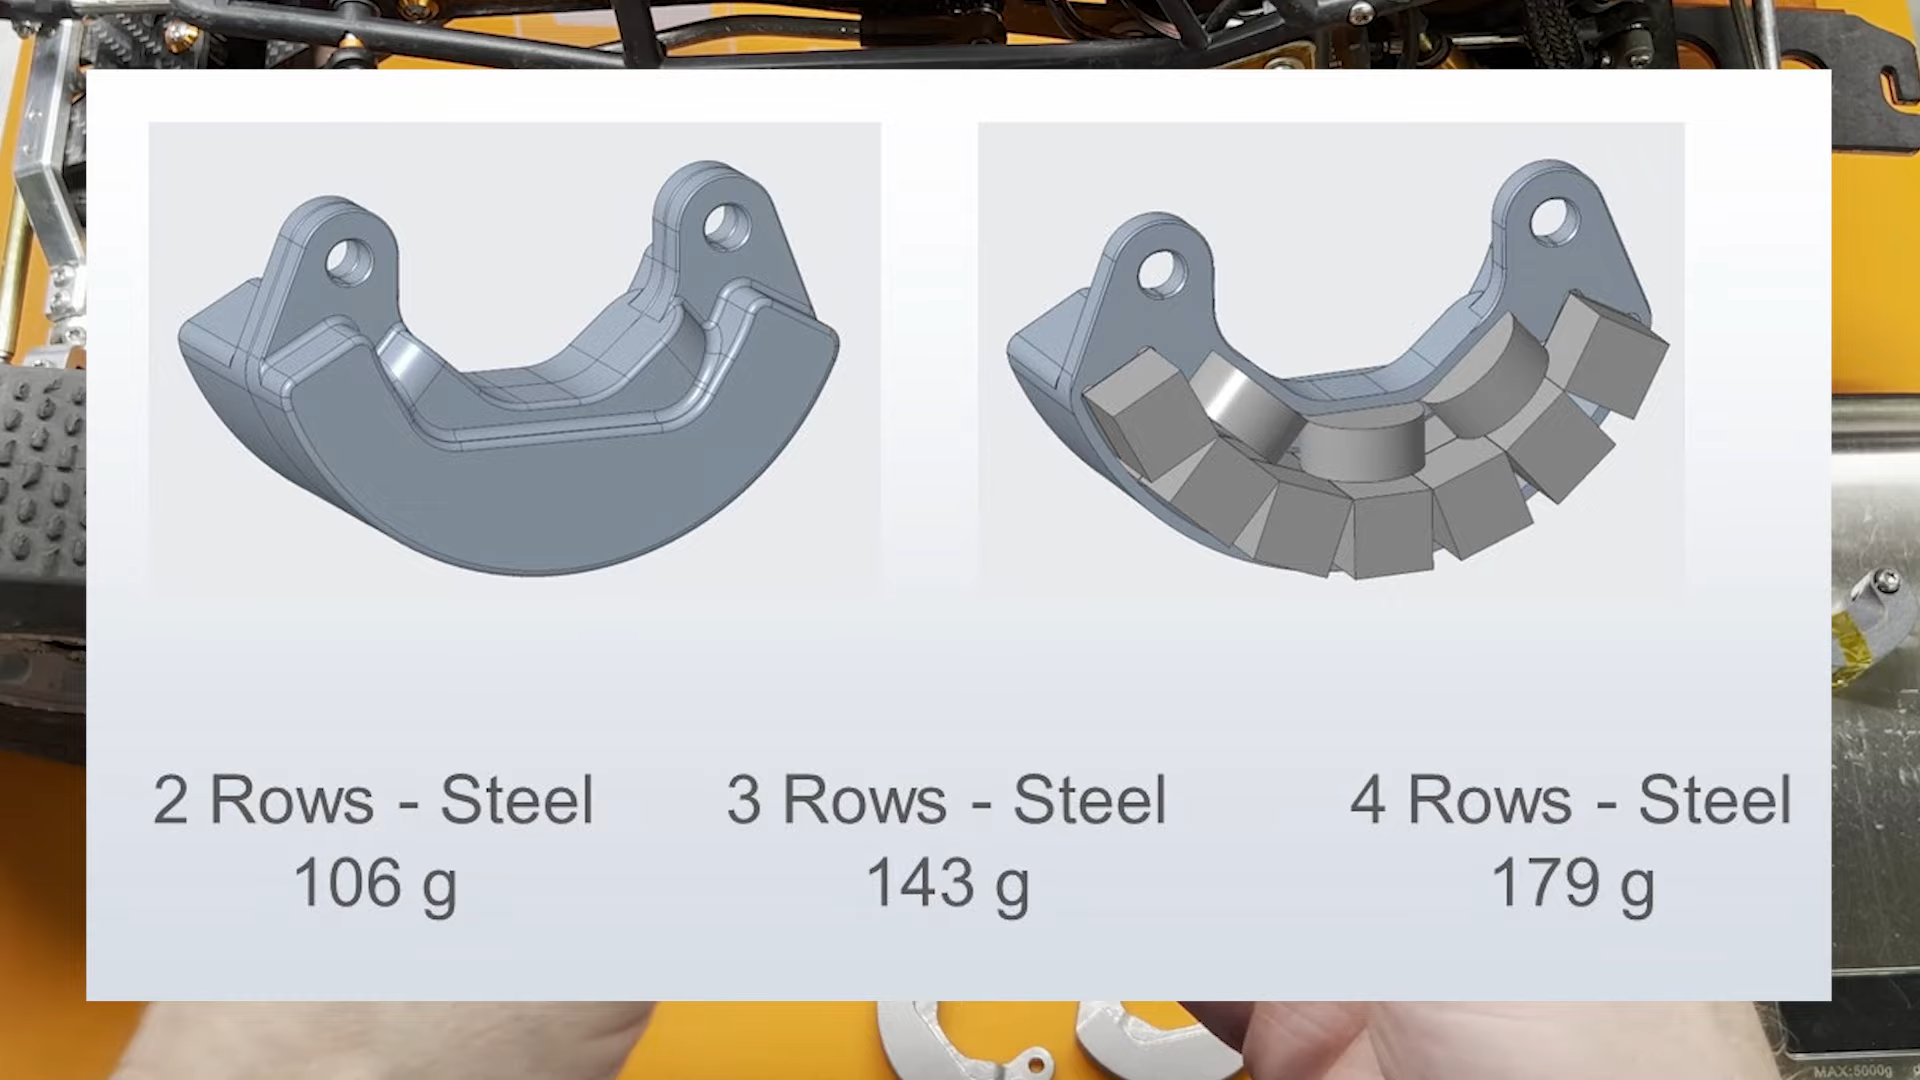 2 Rows - Steel
106 g
3 Rows - Steel
143 g
4 Rows - Steel
179 g
MAX:5000g